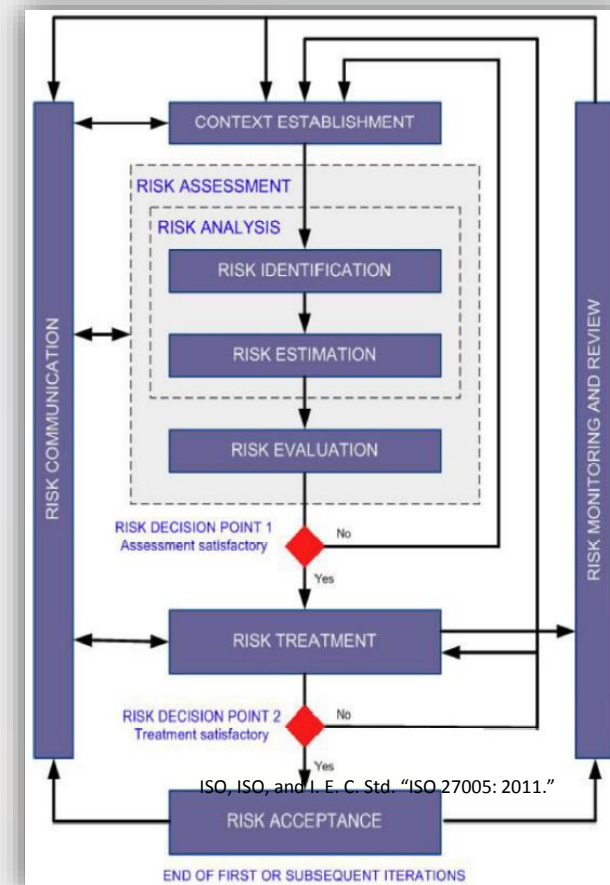 CONTEXT ESTABLISHMENT
RISK ASSESSMENT
RISK ANALYSIS
RISK IDENTIFICATION
RISK ESTIMATION
RISK EVALUATION
RISK COMMUNICATION
RISK MONITORING AND REVIEW
RISK DECISION POINT 1
Assessment satisfactory
No
Yes
RISK TREATMENT
RISK DECISION POINT 2
Treatment satisfactory
No
Yes
ISO, ISO, and I. E. C. Std. “ISO 27005: 2011.”
RISK ACCEPTANCE
END OF FIRST OR SUBSEQUENT ITERATIONS